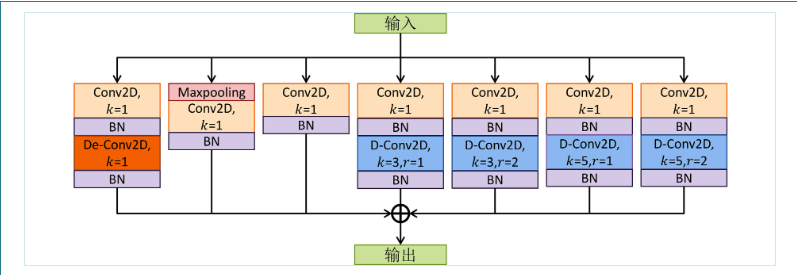 输入
Conv2D,
k=1
BN
De-Conv2D,
k=1
BN
Maxpooling
Conv2D,
k=1
BN
Conv2D,
k=1
BN
Conv2D,
k=1
BN
D-Conv2D,
k=3,r=1
BN
Conv2D,
k=1
BN
D-Conv2D,
k=3,r=2
BN
Conv2D,
k=1
BN
D-Conv2D,
k=5,r=1
BN
Conv2D,
k=1
BN
D-Conv2D,
k=5,r=2
BN
输出